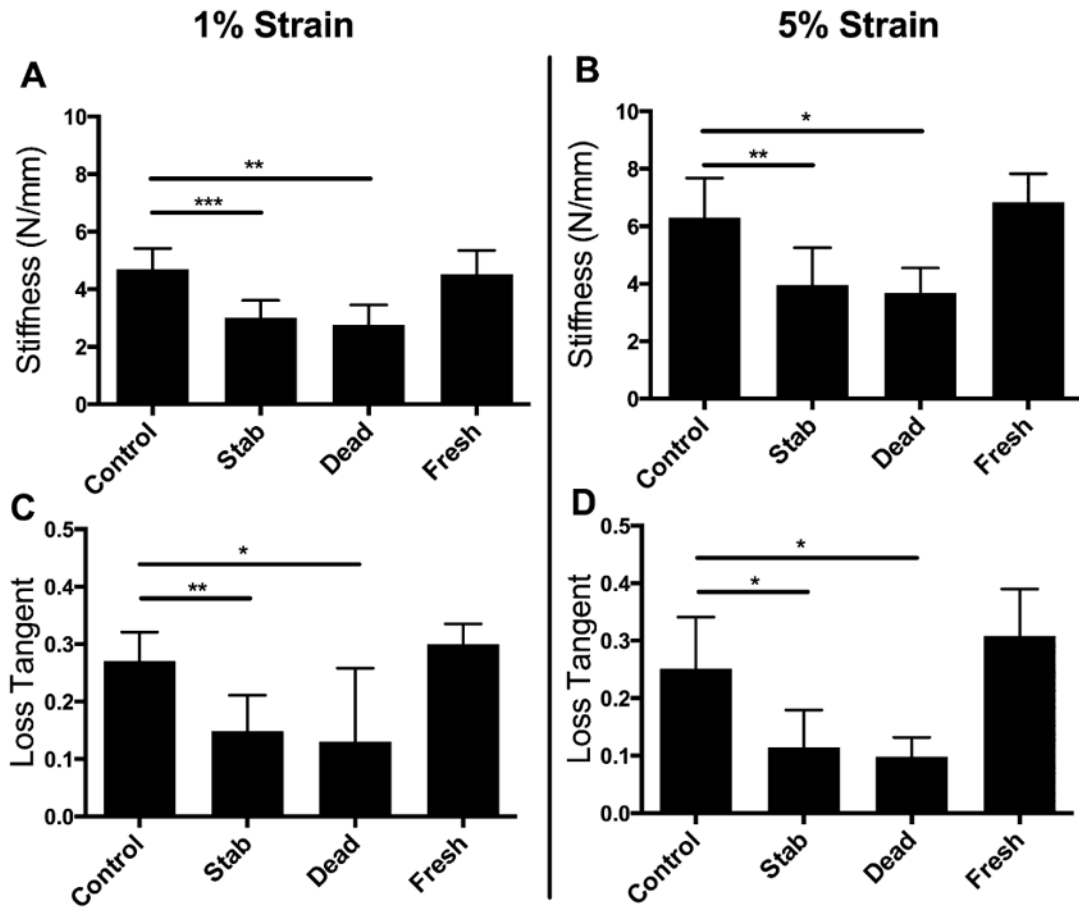 1% Strain
5% Strain
A
Stiffness (N/mm)
10
8
6
4
2
0
**
***
Control
Stab
Dead
Fresh
B
Stiffness (N/mm)
10
8
6
4
2
0
*
**
Control
Stab
Dead
Fresh
C
Loss Tangent
0.5
0.4
0.3
0.2
0.1
0.0
*
**
Control
Stab
Dead
Fresh
D
Loss Tangent
0.5
0.4
0.3
0.2
0.1
0.0
*
*
Control
Stab
Dead
Fresh